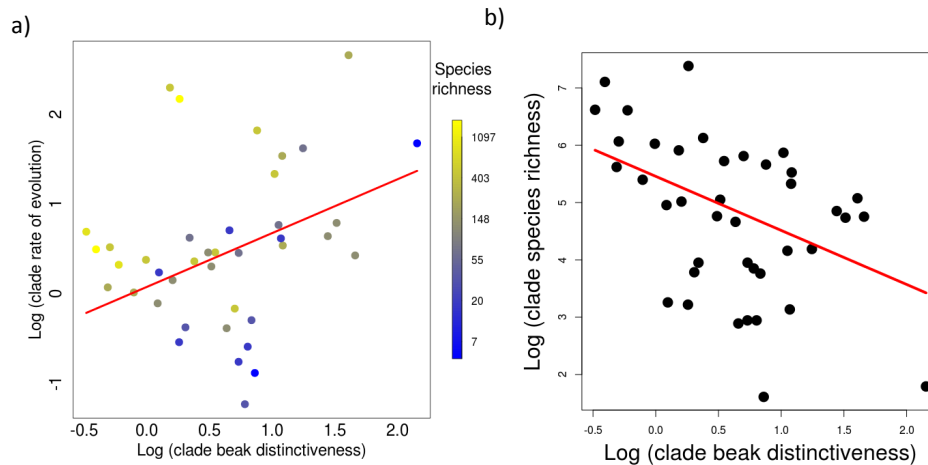 a)
Log (clade rate of evolution)
2
1
0
-1
-0.5 0.0 0.5 1.0 1.5 2.0
Log (clade beak distinctiveness)
Species
richness
1097
403
148
55
20
7
b)
Log (clade species richness)
7
6
5
4
3
2
-0.5 0.0 0.5 1.0 1.5 2.0
Log (clade beak distinctiveness)